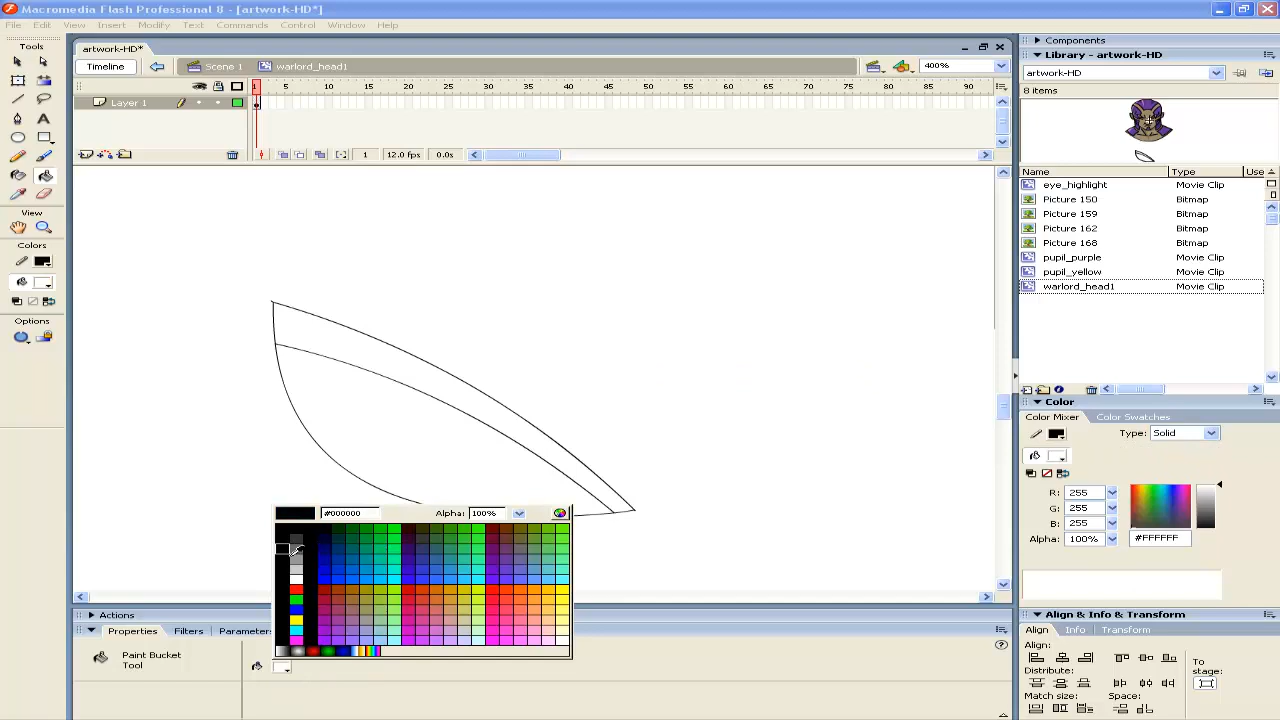 Macromedia Flash Professional 8 - [artwork-HD*]
File Edit View Insert Modify Text Commands Control Window Help
Tools
artwork-HD*
Timeline Scene 1 warlord_head1 400%
1 5 10 15 20 25 30 35 40 45 50 55 60 65 70 75 80 85 90
Layer 1
1 12.0 fps 0.0s
View
Colors
Options
Components
Library - artwork-HD
artwork-HD
8 items
Name Type Use
eye_highlight Movie Clip
Picture 150 Bitmap
Picture 159 Bitmap
Picture 162 Bitmap
Picture 168 Bitmap
pupil_purple Movie Clip
pupil_yellow Movie Clip
warlord_head1 Movie Clip
Color
Color Mixer Color Swatches
Type: Solid
R: 255
G: 255
B: 255
Alpha: 100% #FFFFFF
#000000 Alpha: 100%
Actions
Properties Filters Parameters
Paint Bucket
Tool
Align & Info & Transform
Align Info Transform
Align:
Distribute:
Match size: Space:
To
stage: